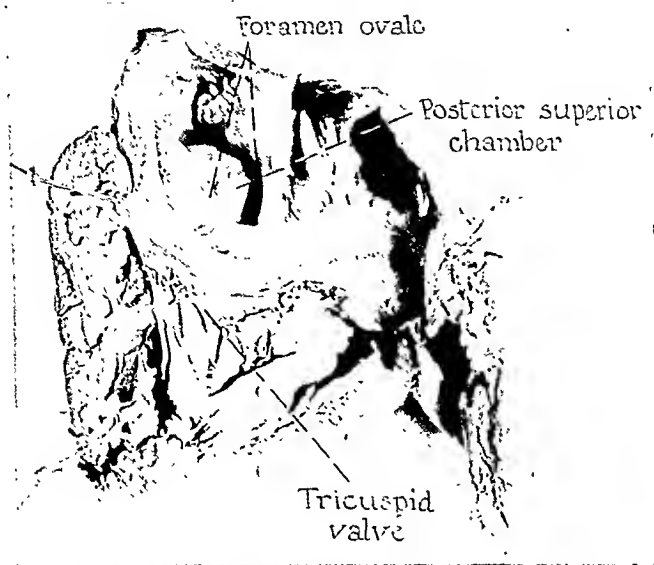 Foramen ovale
Posterior superior
chamber
Tricuspid
valve